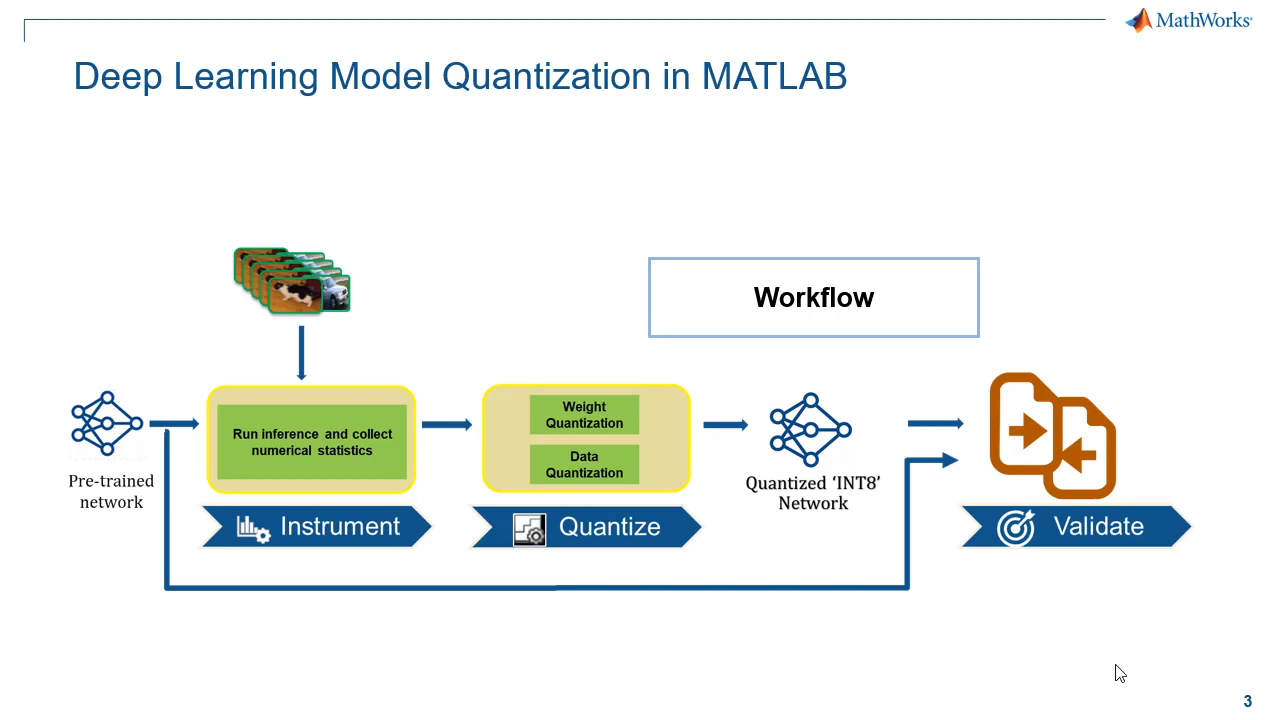 MathWorks®
Deep Learning Model Quantization in MATLAB
Workflow
Pre-trained
network
Run inference and collect
numerical statistics
Instrument
Weight
Quantization
Data
Quantization
Quantize
Quantized ‘INT8’
Network
Validate
3